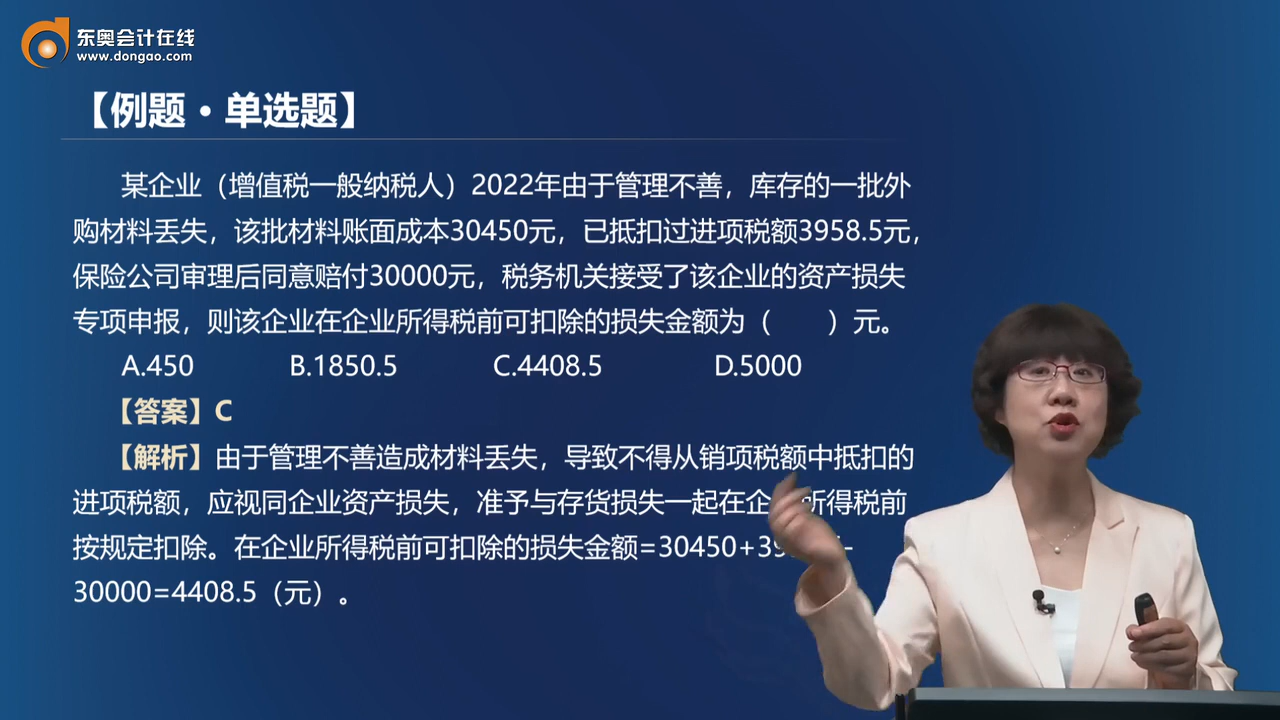 东奥会计在线
www.dongao.com
【例题·单选题】
某企业（增值税一般纳税人）2022年由于管理不善，库存的一批外
购材料丢失，该批材料账面成本30450元，已抵扣过进项税额3958.5元，
保险公司审理后同意赔付30000元，税务机关接受了该企业的资产损失
专项申报，则该企业在企业所得税前可扣除的损失金额为（  ）元。
A.450 B.1850.5 C.4408.5 D.5000
【答案】C
【解析】由于管理不善造成材料丢失，导致不得从销项税额中抵扣的
进项税额，应视同企业资产损失，准予与存货损失一起在企 所得税前
按规定扣除。在企业所得税前可扣除的损失金额=30450+39 -
30000=4408.5（元）。